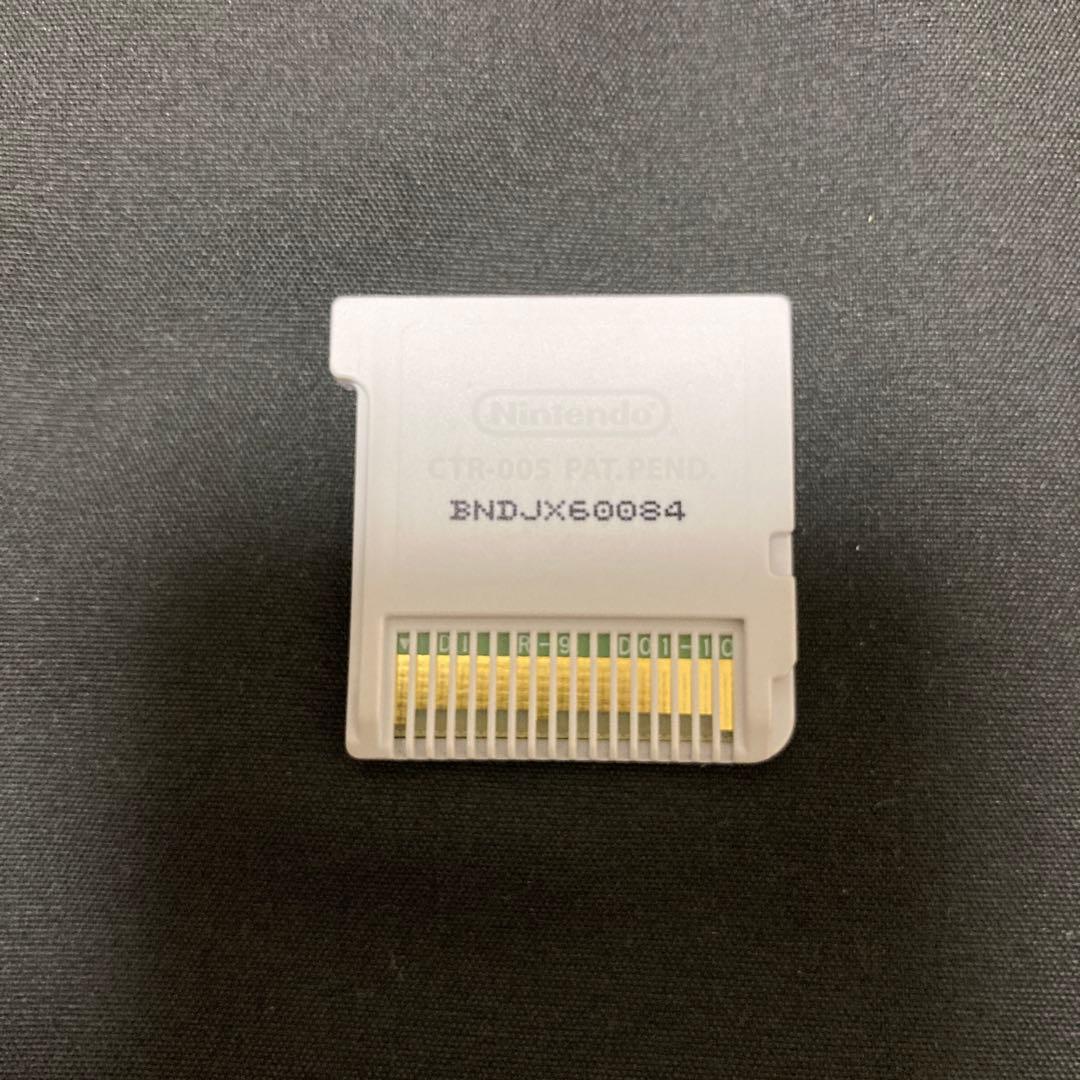 Nintendo®
CTR-005 PAT.PEND.
BNDJX60084